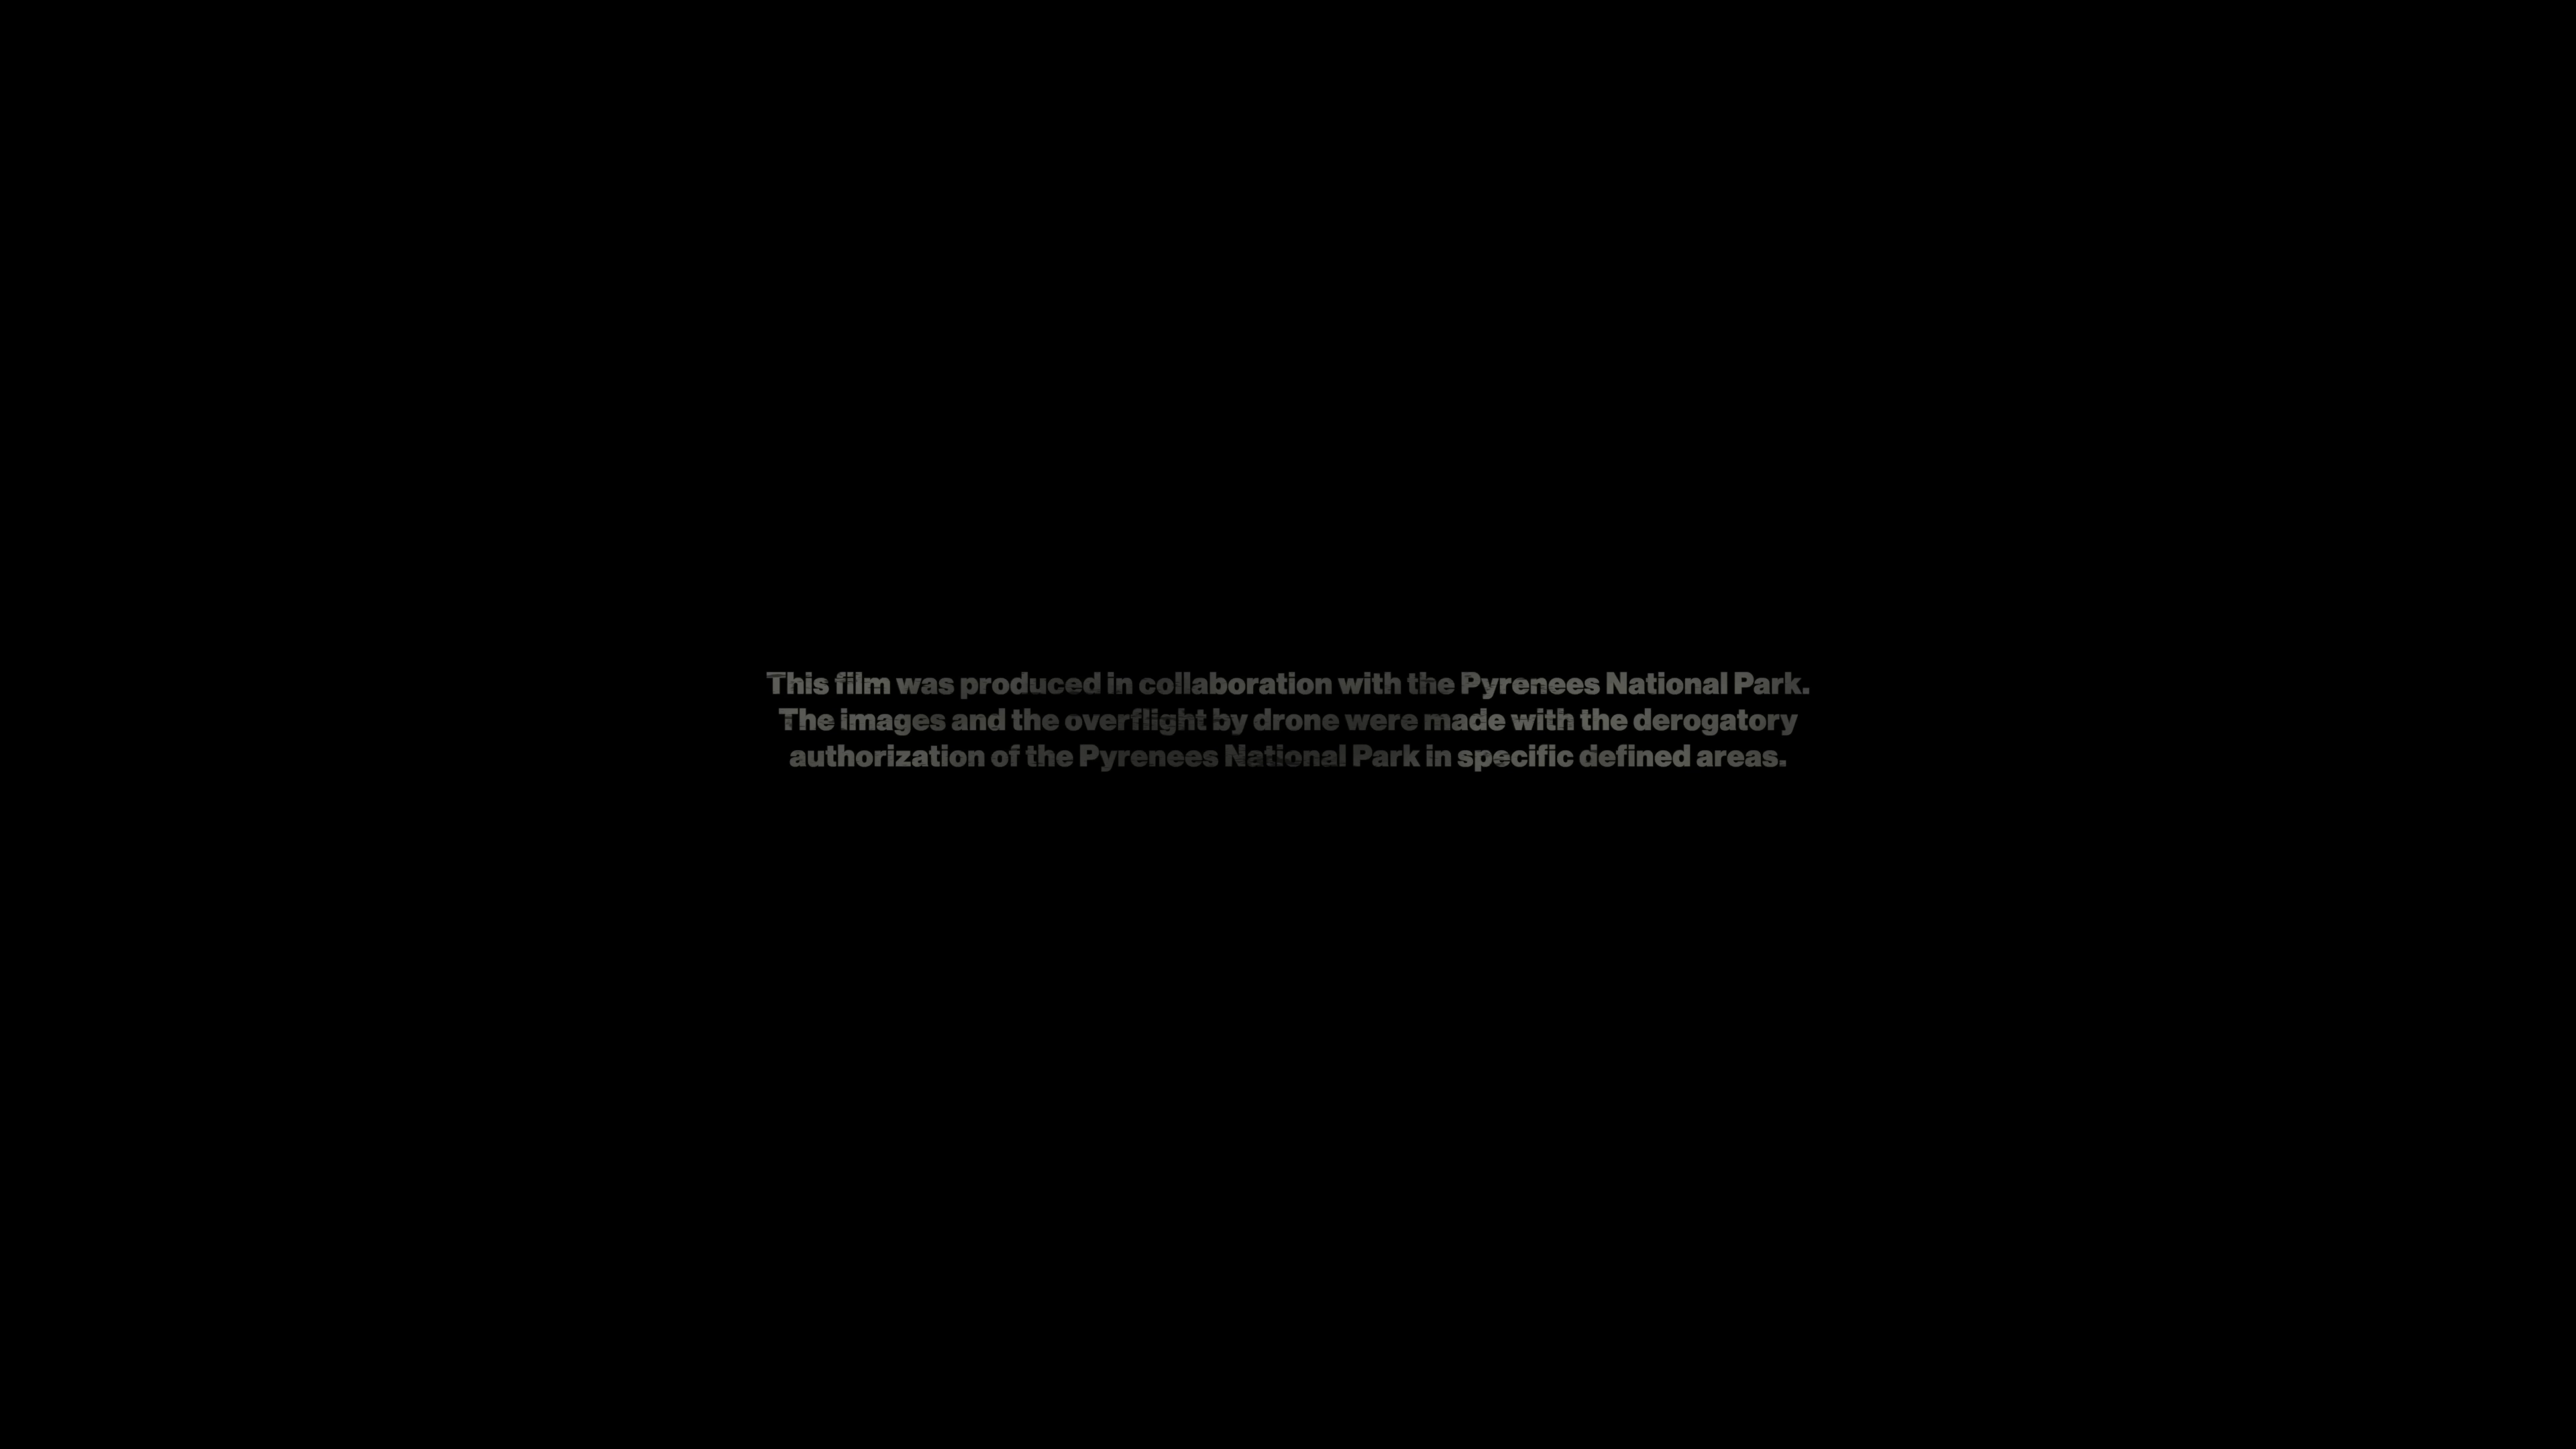 This film was produced in collaboration with the Pyrenees National Park.
The images and the overflight by drone were made with the derogatory
authorization of the Pyrenees National Park in specific defined areas.